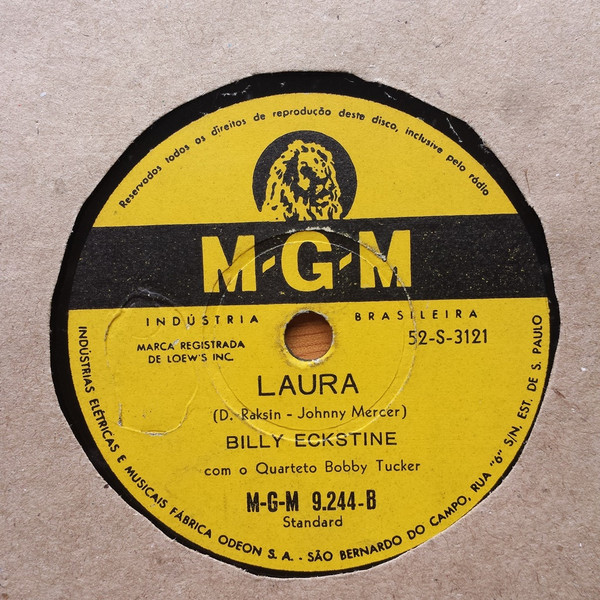 Reservados todos os direitos de reprodução deste disco, inclusive pelo rádio
M-G-M
INDÚSTRIA BRASILEIRA
MARCA REGISTRADA
DE LOEW'S INC.
52-S-3121
LAURA
(D. Raksin - Johnny Mercer)
BILLY ECKSTINE
com o Quarteto Bobby Tucker
M-G-M 9.244-B
Standard
INDÚSTRIAS ELÉTRICAS E MUSICAIS FÁBRICA ODEON S. A. - SÃO BERNARDO DO CAMPO, RUA "6" S/N, EST. DE S. PAULO